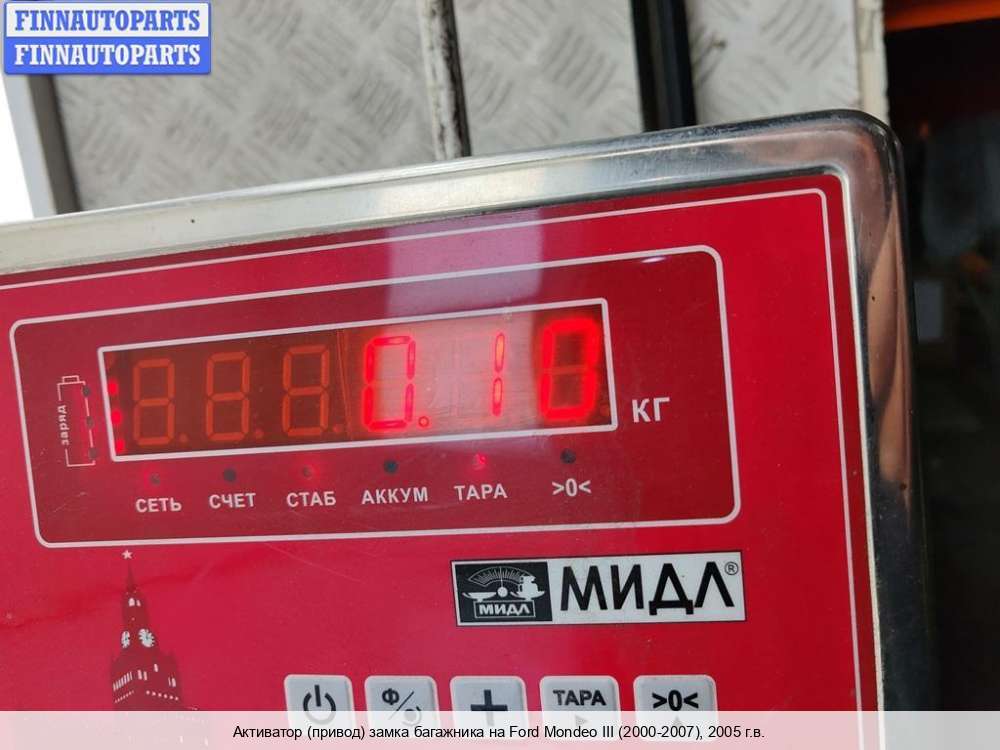 FINNAUTOPARTS
FINNAUTOPARTS
заряд
0.10
КГ
СЕТЬ СЧЕТ СТАБ АККУМ ТАРА >0<
МИДЛ
МИДЛ®
Ф/
+
ТАРА
>0<
Активатор (привод) замка багажника на Ford Mondeo III (2000-2007), 2005 г.в.